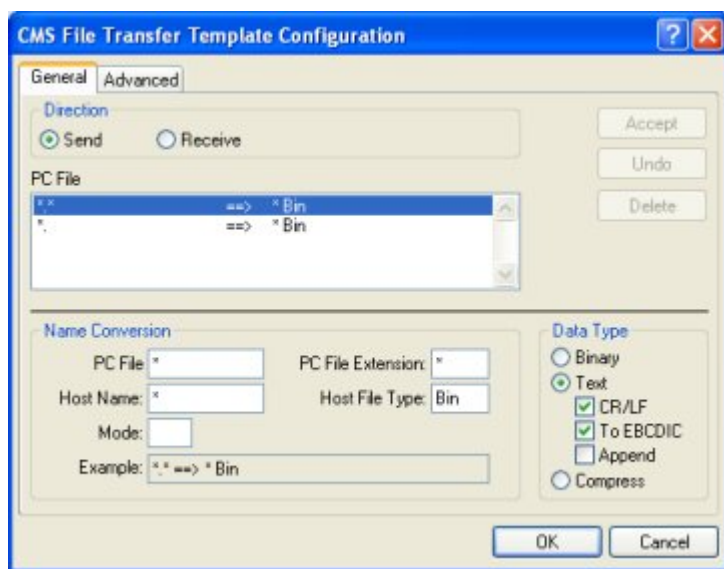 CMS File Transfer Template Configuration
General Advanced
Direction
Send Receive
Accept
Undo
Delete
PC File
*.* ==> * Bin
*. ==> * Bin
Name Conversion
PC File * PC File Extension: *
Host Name: * Host File Type: Bin
Mode:
Example: *.* ==> * Bin
Data Type
Binary
Text
CR/LF
To EBCDIC
Append
Compress
OK Cancel